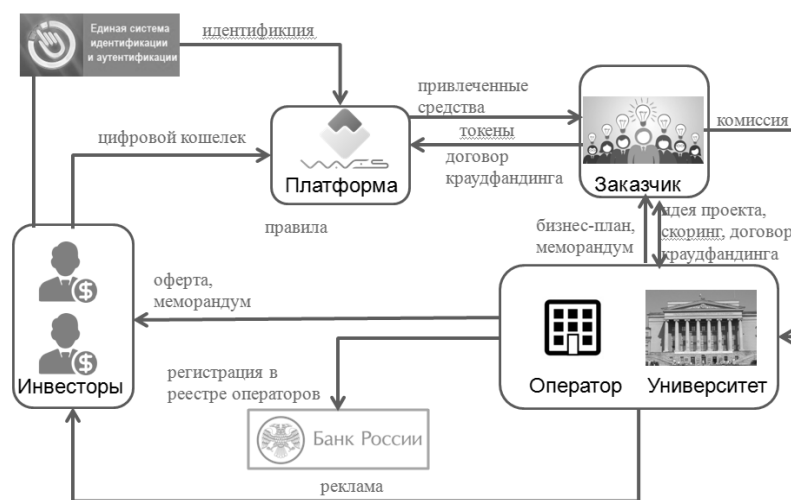 Единая система
идентификации
и аутентификации
идентификция
привлеченные
средства
токены
договор
краудфандинга
комиссия
цифровой кошелек
WAVES
Платформа
Заказчик
правила
бизнес-план,
меморандум
идея проекта,
скоринг, договор
краудфандинга
оферта,
меморандум
Инвесторы
Оператор
Университет
регистрация в
реестре операторов
Банк России
реклама